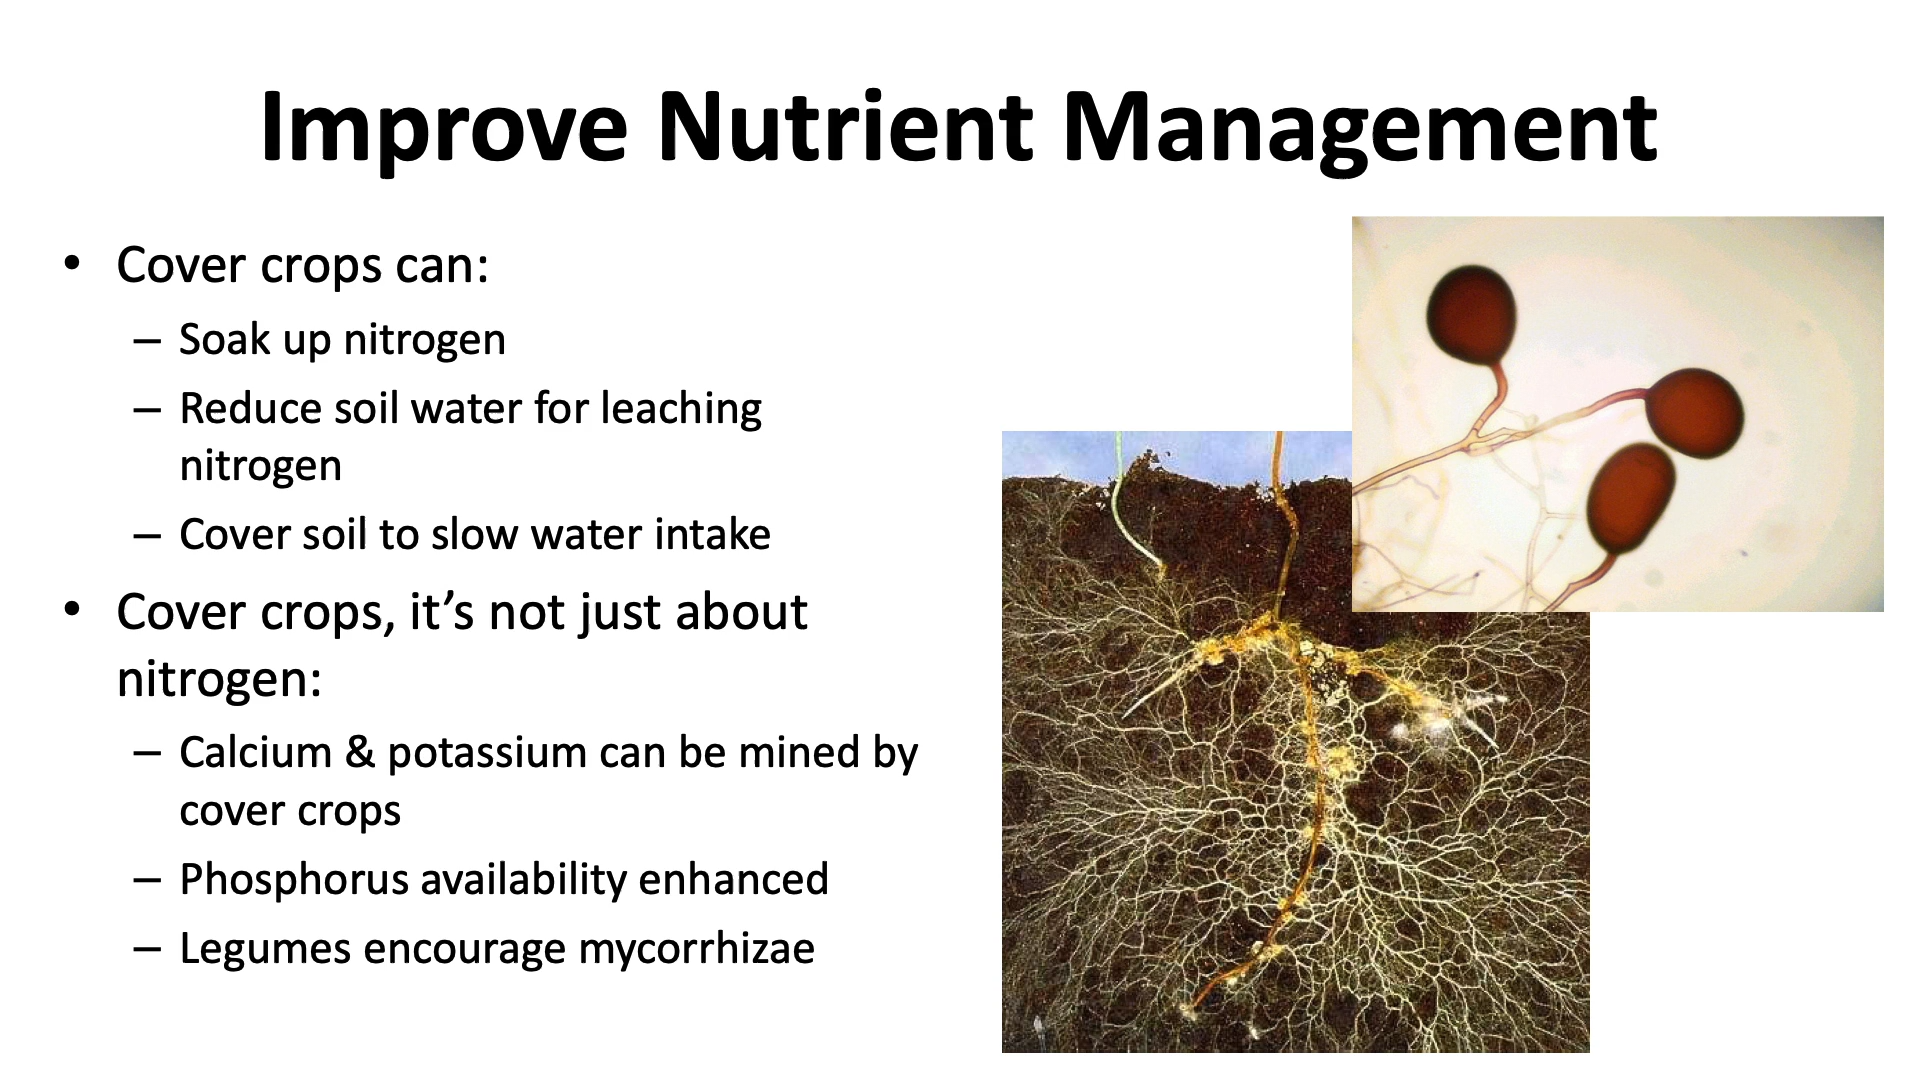 Improve Nutrient Management
• Cover crops can:
– Soak up nitrogen
– Reduce soil water for leaching
nitrogen
– Cover soil to slow water intake
• Cover crops, it’s not just about
nitrogen:
– Calcium & potassium can be mined by
cover crops
– Phosphorus availability enhanced
– Legumes encourage mycorrhizae